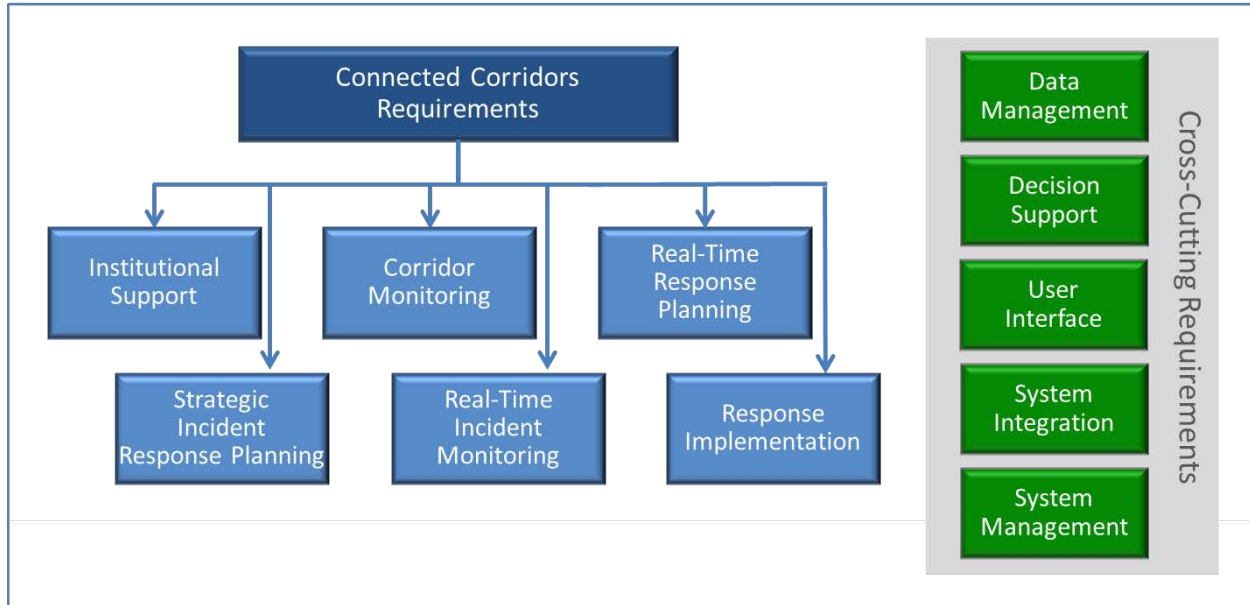 Connected Corridors
Requirements
Institutional
Support
Corridor
Monitoring
Real-Time
Response
Planning
Strategic
Incident
Response Planning
Real-Time
Incident
Monitoring
Response
Implementation
Data
Management
Decision
Support
User
Interface
System
Integration
System
Management
Cross-Cutting Requirements